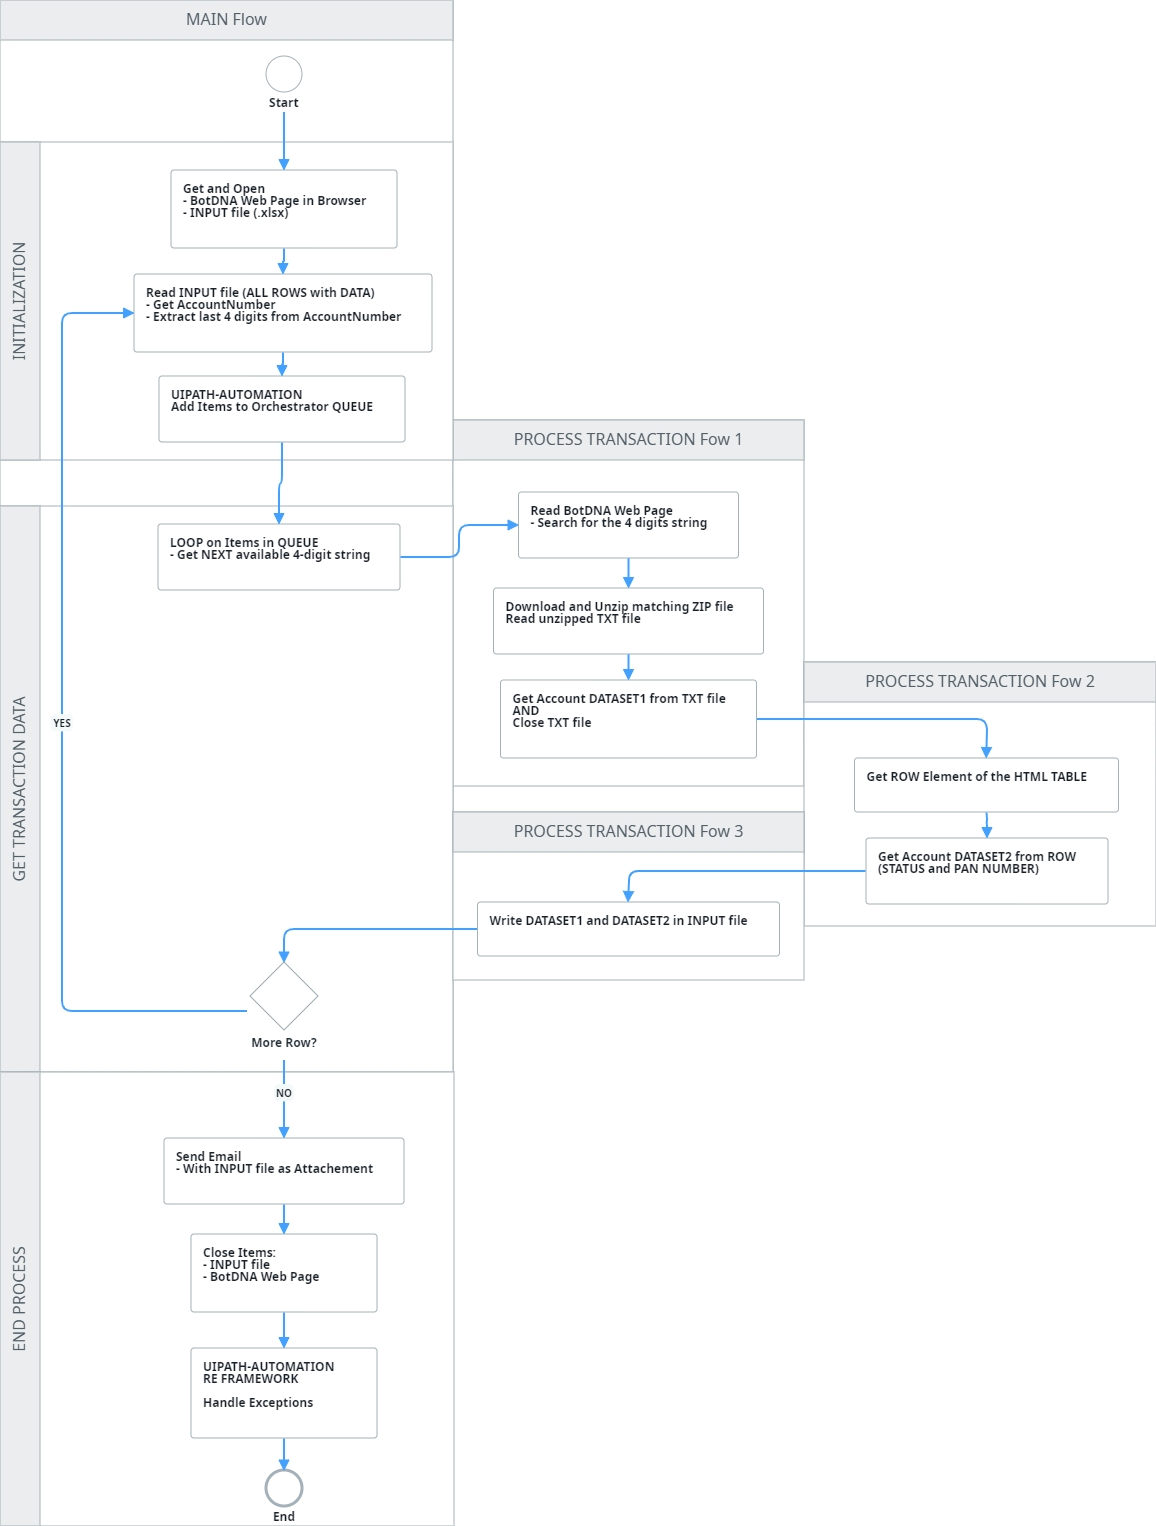 MAIN Flow
Start
INITIALIZATION
Get and Open
- BotDNA Web Page in Browser
- INPUT file (.xlsx)
Read INPUT file (ALL ROWS with DATA)
- Get AccountNumber
- Extract last 4 digits from AccountNumber
UIPATH-AUTOMATION
Add Items to Orchestrator QUEUE
GET TRANSACTION DATA
LOOP on Items in QUEUE
- Get NEXT available 4-digit string
PROCESS TRANSACTION Fow 1
Read BotDNA Web Page
- Search for the 4 digits string
Download and Unzip matching ZIP file
Read unzipped TXT file
Get Account DATASET1 from TXT file
AND
Close TXT file
PROCESS TRANSACTION Fow 2
Get ROW Element of the HTML TABLE
Get Account DATASET2 from ROW
(STATUS and PAN NUMBER)
PROCESS TRANSACTION Fow 3
Write DATASET1 and DATASET2 in INPUT file
More Row?
YES
NO
END PROCESS
Send Email
- With INPUT file as Attachement
Close Items:
- INPUT file
- BotDNA Web Page
UIPATH-AUTOMATION
RE FRAMEWORK
Handle Exceptions
End